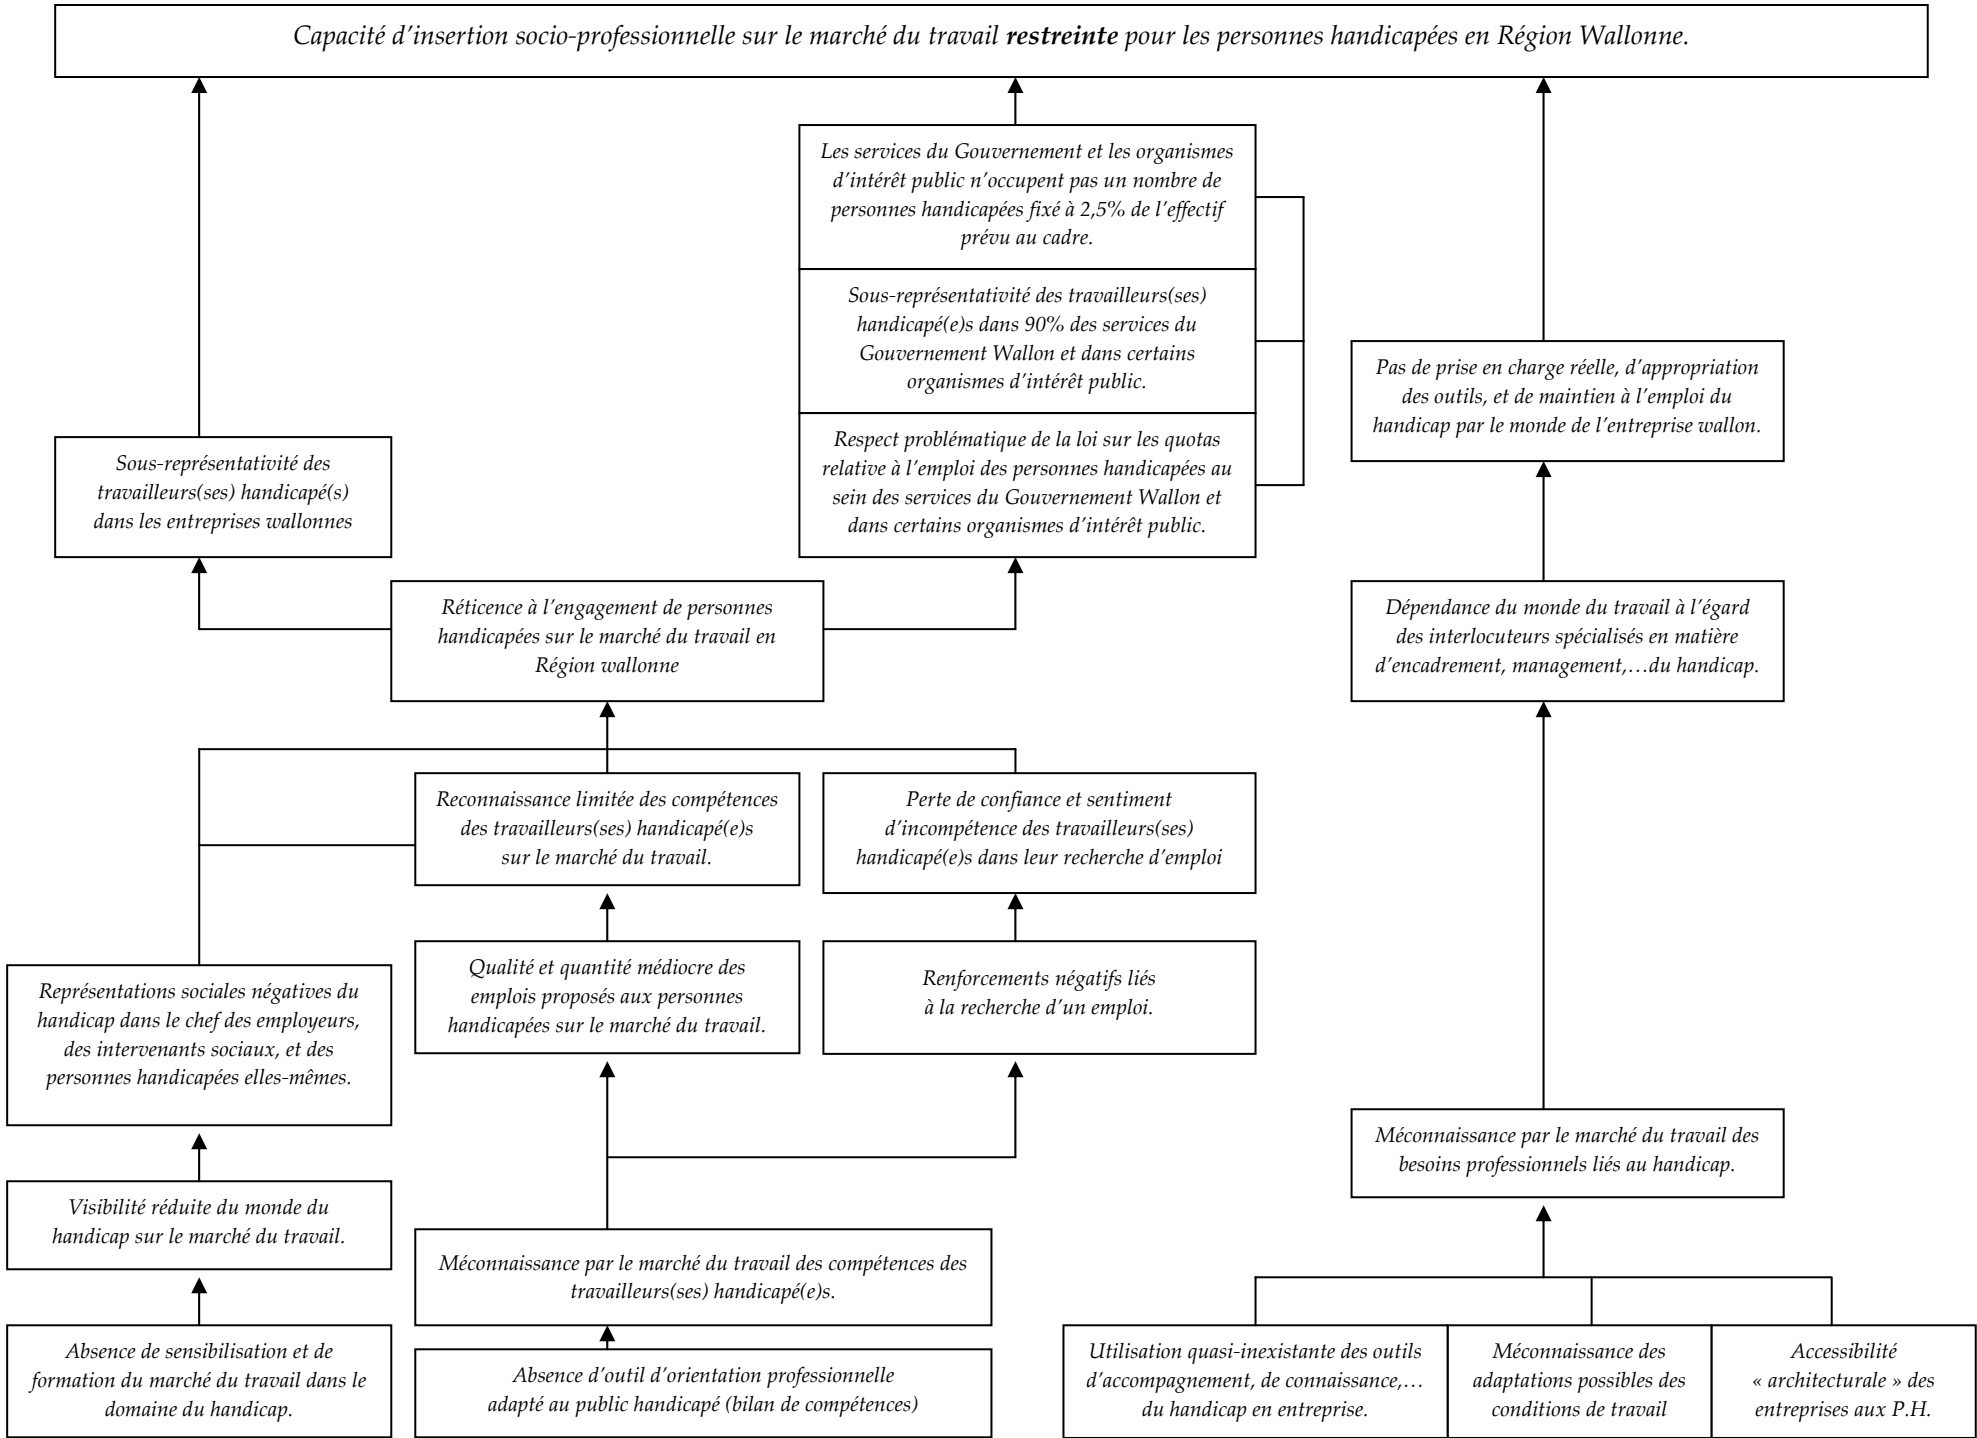 Capacité d’insertion socio-professionnelle sur le marché du travail restreinte pour les personnes handicapées en Région Wallonne.
Les services du Gouvernement et les organismes
d’intérêt public n’occupent pas un nombre de
personnes handicapées fixé à 2,5% de l’effectif
prévu au cadre.
Sous-représentativité des travailleurs(ses)
handicapé(e)s dans 90% des services du
Gouvernement Wallon et dans certains
organismes d’intérêt public.
Respect problématique de la loi sur les quotas
relative à l’emploi des personnes handicapées au
sein des services du Gouvernement Wallon et
dans certains organismes d’intérêt public.
Pas de prise en charge réelle, d’appropriation
des outils, et de maintien à l’emploi du
handicap par le monde de l’entreprise wallon.
Sous-représentativité des
travailleurs(ses) handicapé(s)
dans les entreprises wallonnes
Réticence à l’engagement de personnes
handicapées sur le marché du travail en
Région wallonne
Dépendance du monde du travail à l’égard
des interlocuteurs spécialisés en matière
d’encadrement, management,…du handicap.
Reconnaissance limitée des compétences
des travailleurs(ses) handicapé(e)s
sur le marché du travail.
Perte de confiance et sentiment
d’incompétence des travailleurs(ses)
handicapé(e)s dans leur recherche d’emploi
Représentations sociales négatives du
handicap dans le chef des employeurs,
des intervenants sociaux, et des
personnes handicapées elles-mêmes.
Qualité et quantité médiocre des
emplois proposés aux personnes
handicapées sur le marché du travail.
Renforcements négatifs liés
à la recherche d’un emploi.
Méconnaissance par le marché du travail des
besoins professionnels liés au handicap.
Visibilité réduite du monde du
handicap sur le marché du travail.
Méconnaissance par le marché du travail des compétences des
travailleurs(ses) handicapé(e)s.
Absence de sensibilisation et de
formation du marché du travail dans le
domaine du handicap.
Absence d’outil d’orientation professionnelle
adapté au public handicapé (bilan de compétences)
Utilisation quasi-inexistante des outils
d’accompagnement, de connaissance,…
du handicap en entreprise.
Méconnaissance des
adaptations possibles des
conditions de travail
Accessibilité
« architecturale » des
entreprises aux P.H.